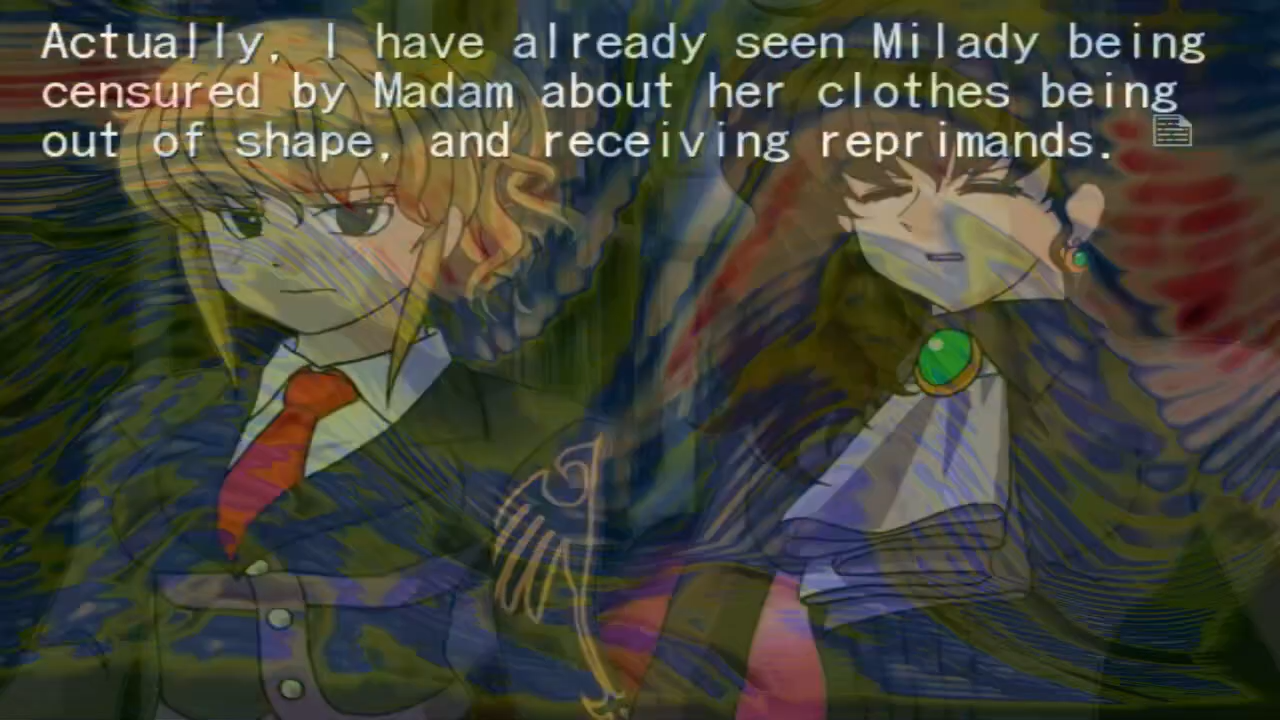 Actually, I have already seen Milady being
censured by Madam about her clothes being
out of shape, and receiving reprimands.